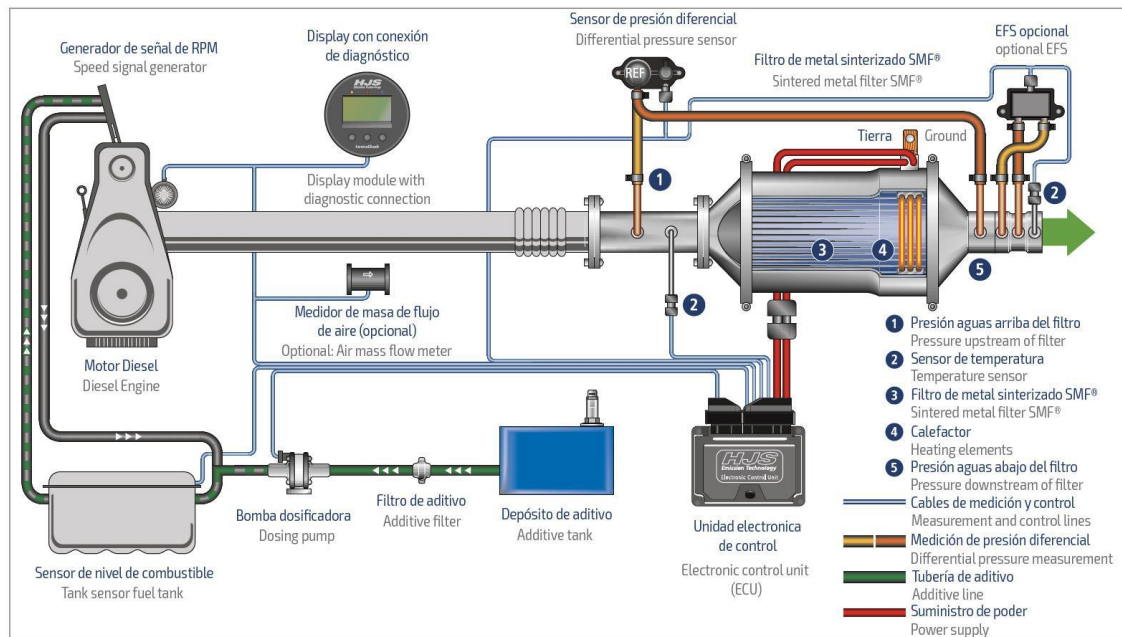 Generador de señal de RPM
Speed signal generator
Display con conexión
de diagnóstico
HJS
Display module with
diagnostic connection
Sensor de presión diferencial
Differential pressure sensor
REF
Filtro de metal sinterizado SMF®
Sintered metal filter SMF®
EFS opcional
optional EFS
Tierra
Ground
1
2
3
4
5
2
Motor Diesel
Diesel Engine
Medidor de masa de flujo
de aire (opcional)
Optional: Air mass flow meter
Sensor de nivel de combustible
Tank sensor fuel tank
Bomba dosificadora
Dosing pump
Filtro de aditivo
Additive filter
Depósito de aditivo
Additive tank
HJS
Emission Technology
Electronic Control Unit
Unidad electronica
de control
Electronic control unit
(ECU)
1 Presión aguas arriba del filtro
Pressure upstream of filter
2 Sensor de temperatura
Temperature sensor
3 Filtro de metal sinterizado SMF®
Sintered metal filter SMF®
4 Calefactor
Heating elements
5 Presión aguas abajo del filtro
Pressure downstream of filter
Cables de medición y control
Measurement and control lines
Medición de presión diferencial
Differential pressure measurement
Tubería de aditivo
Additive line
Suministro de poder
Power supply